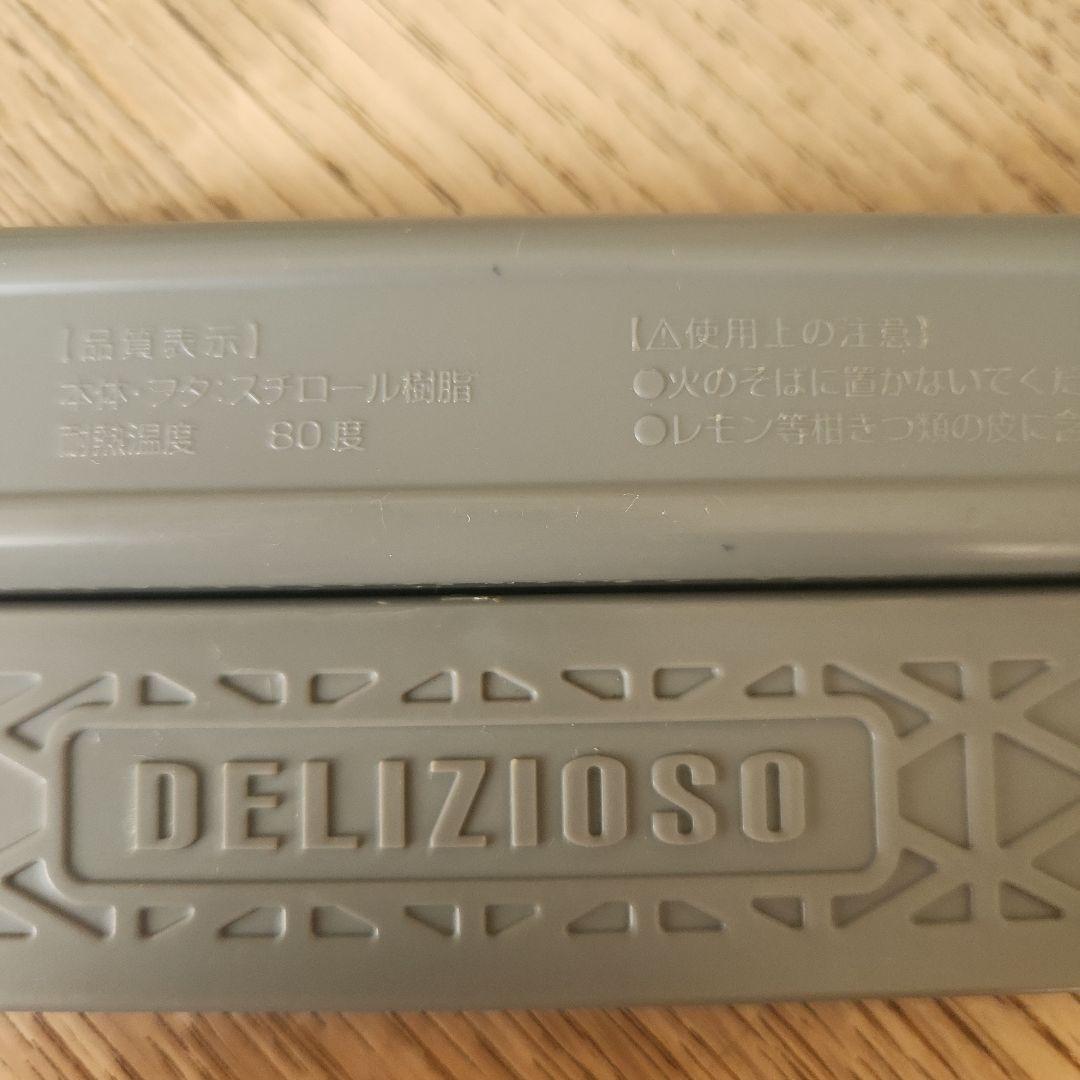 【品質表示】
本体・フタ:スチロール樹脂
耐熱温度 80度
【⚠使用上の注意】
●火のそばに置かないでくだ
●レモン等柑きつ類の皮に含
DELIZIOSO